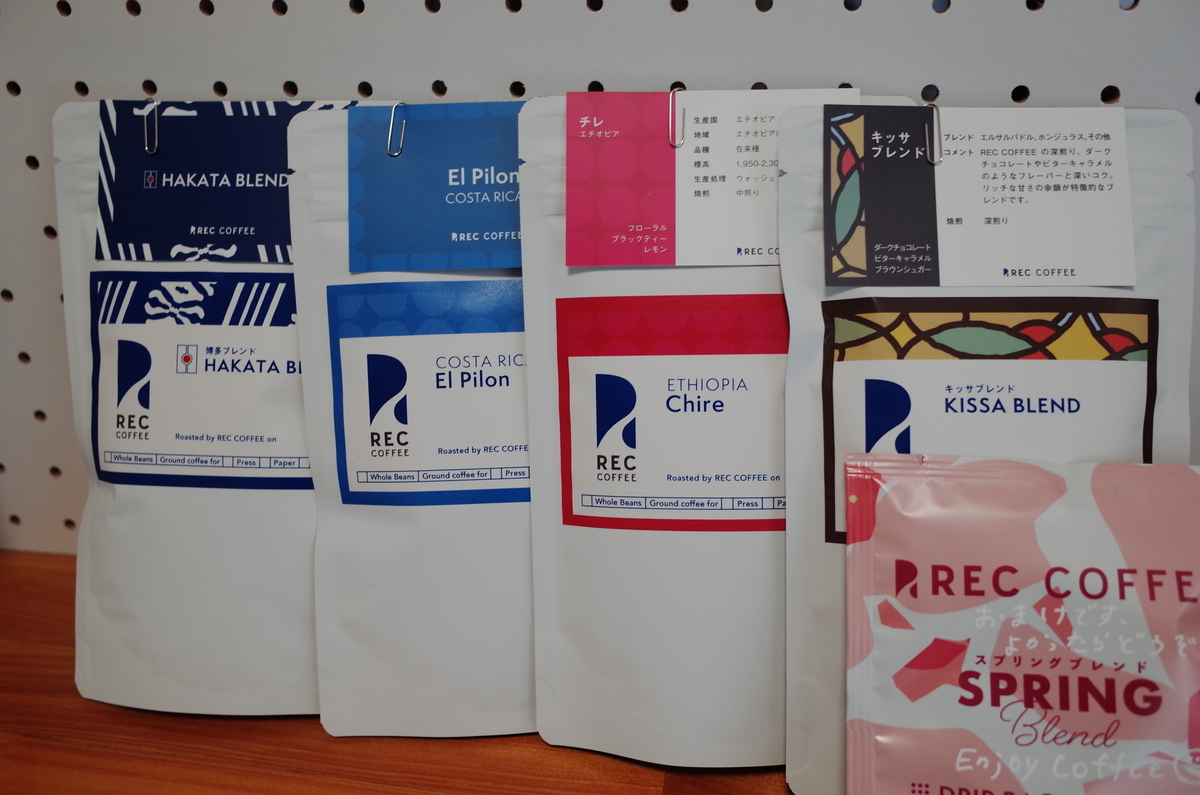 HAKATA BLEND
REC COFFEE
博多ブレンド
HAKATA BL
REC
COFFEE
Roasted by REC COFFEE on
Whole Beans Ground coffee for Press Paper
El Pilon
COSTA RICA
REC COFFEE
COSTA RIC
El Pilon
REC
COFFEE
Roasted by REC COFFE
Whole Beans Ground coffee for Press
チレ
エチオピア
フローラル
ブラックティー
レモン
生産国 エチオピア
地域 エチオピア
品種 在来種
標高 1,950-2,30
生産処理 ウォッシュ
焙煎 中煎り
REC CO
ETHIOPIA
Chire
REC
COFFEE
Roasted by REC COFFEE on
Whole Beans Ground coffee for Press Pa
キッサ
ブレンド
ダークチョコレート
ビターキャラメル
ブラウンシュガー
ブレンド エルサルバドル、ホンジュラス、その他
コメント REC COFFEE の深煎り。ダーク
チョコレートやビターキャラメル
のようなフレーバーと深いコク。
リッチな甘さの余韻が特徴的なブ
レンドです。
焙煎 深煎り
REC COFFEE
キッサブレンド
KISSA BLEND
REC COFFE
おまけです、
よかったらどうぞ
スプリングブレンド
SPRING
Blend
Enjoy Coffee
DRIP BAG